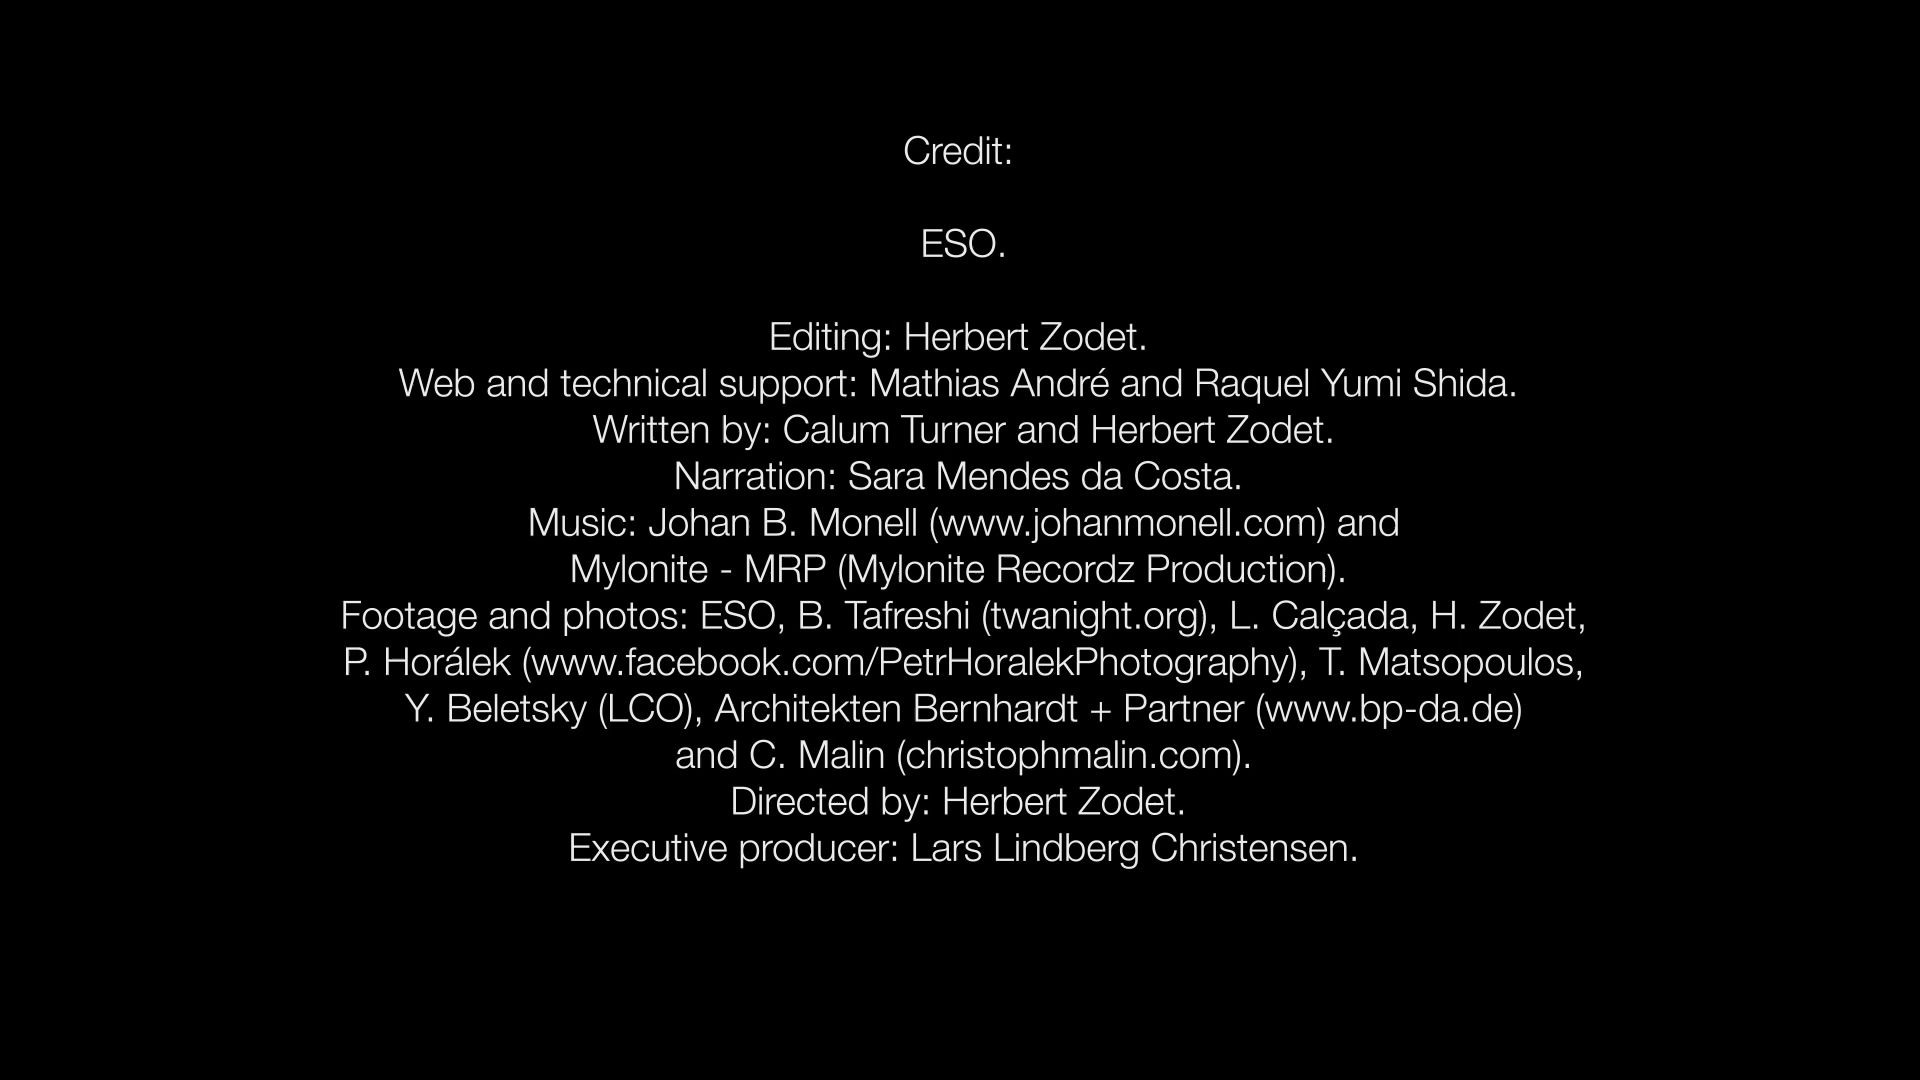 Credit:
ESO.
Editing: Herbert Zodet.
Web and technical support: Mathias André and Raquel Yumi Shida.
Written by: Calum Turner and Herbert Zodet.
Narration: Sara Mendes da Costa.
Music: Johan B. Monell (www.johanmonell.com) and
Mylonite - MRP (Mylonite Recordz Production).
Footage and photos: ESO, B. Tafreshi (twanight.org), L. Calçada, H. Zodet,
P. Horálek (www.facebook.com/PetrHoralekPhotography), T. Matsopoulos,
Y. Beletsky (LCO), Architekten Bernhardt + Partner (www.bp-da.de)
and C. Malin (christophmalin.com).
Directed by: Herbert Zodet.
Executive producer: Lars Lindberg Christensen.